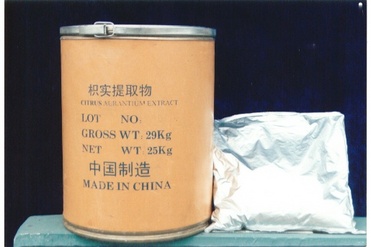 枳实提取物
CITRUS AURANTIUM EXTRACT
LOT NO:
GROSS WT: 29Kg
NET WT: 25Kg
中国制造
MADE IN CHINA